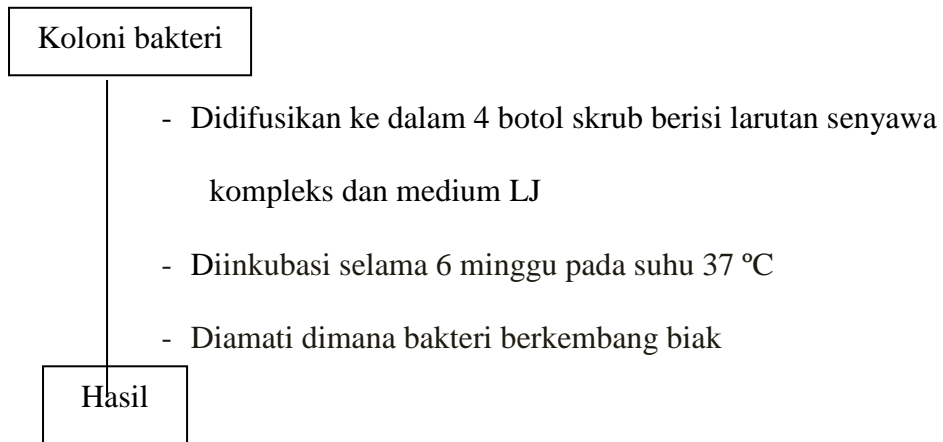 Koloni bakteri
- Didifusikan ke dalam 4 botol skrub berisi larutan senyawa
kompleks dan medium LJ
- Diinkubasi selama 6 minggu pada suhu 37 ºC
- Diamati dimana bakteri berkembang biak
Hasil